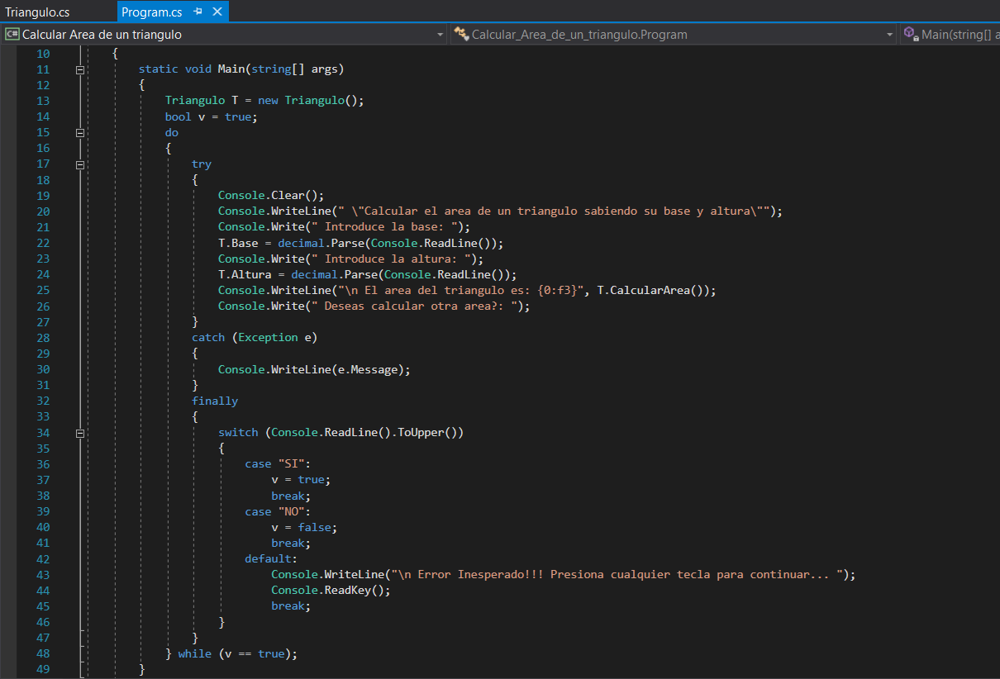 Triangulo.cs Program.cs
C# Calcular Area de un triangulo Calcular_Area_de_un_triangulo.Program Main(string[] a
10 {
11 static void Main(string[] args)
12 {
13 Triangulo T = new Triangulo();
14 bool v = true;
15 do
16 {
17 try
18 {
19 Console.Clear();
20 Console.WriteLine(" \"Calcular el area de un triangulo sabiendo su base y altura\"");
21 Console.Write(" Introduce la base: ");
22 T.Base = decimal.Parse(Console.ReadLine());
23 Console.Write(" Introduce la altura: ");
24 T.Altura = decimal.Parse(Console.ReadLine());
25 Console.WriteLine("\n El area del triangulo es: {0:f3}", T.CalcularArea());
26 Console.Write(" Deseas calcular otra area?: ");
27 }
28 catch (Exception e)
29 {
30 Console.WriteLine(e.Message);
31 }
32 finally
33 {
34 switch (Console.ReadLine().ToUpper())
35 {
36 case "SI":
37 v = true;
38 break;
39 case "NO":
40 v = false;
41 break;
42 default:
43 Console.WriteLine("\n Error Inesperado!!! Presiona cualquier tecla para continuar... ");
44 Console.ReadKey();
45 break;
46 }
47 }
48 } while (v == true);
49 }